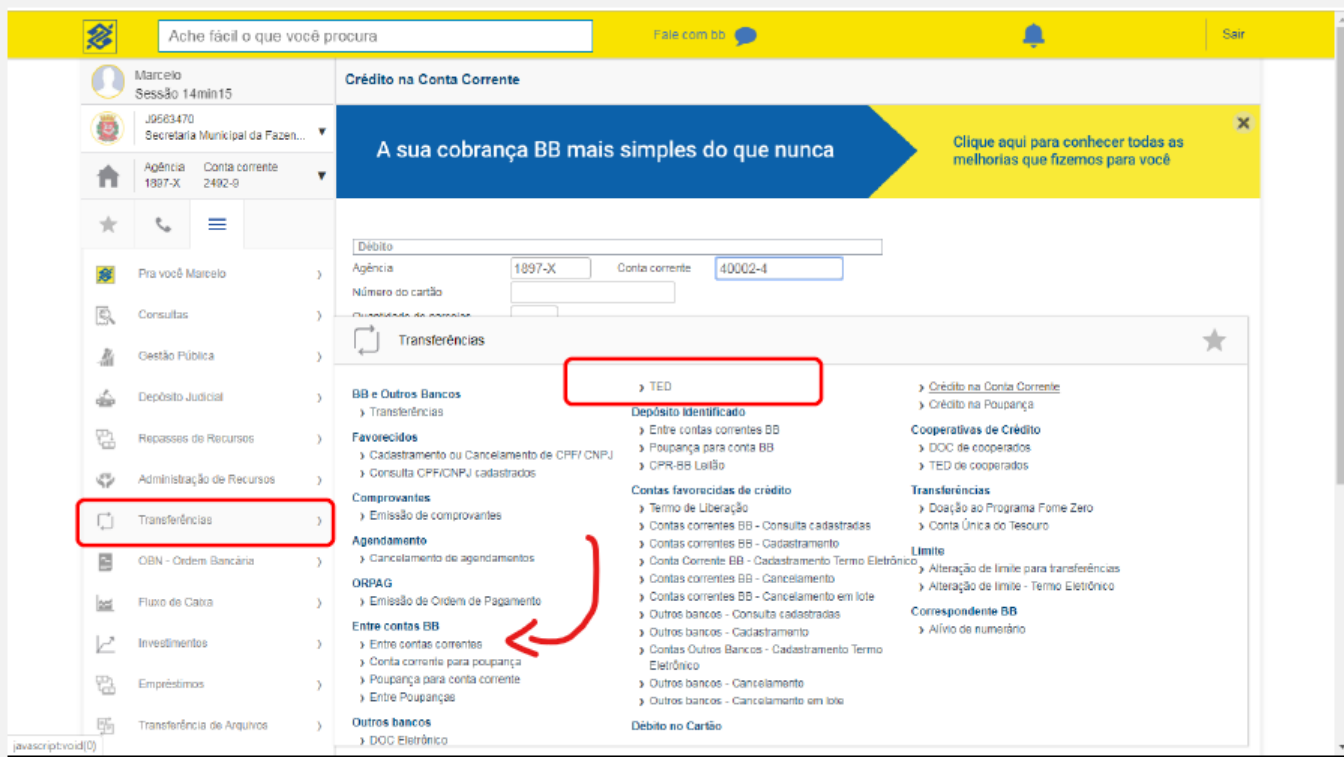 Ache fácil o que você procura
Fale com bb
Sair
Marcelo
Sessão 14min15
J9563470
Secretaria Municipal da Fazen...
Agência Conta corrente
1897-X 2492-9
Pra você Marcelo
Consultas
Gestão Pública
Depósito Judicial
Repasses de Recursos
Administração de Recursos
Transferências
OBN - Ordem Bancária
Fluxo de Caixa
Investimentos
Empréstimos
Transferência de Arquivos
javascript:void(0)
Crédito na Conta Corrente
A sua cobrança BB mais simples do que nunca
Clique aqui para conhecer todas as
melhorias que fizemos para você
Débito
Agência 1897-X Conta corrente 40002-4
Número do cartão
Quantidade de parcelas
Transferências
BB e Outros Bancos
Transferências
Favorecidos
Cadastramento ou Cancelamento de CPF/ CNPJ
Consulta CPF/CNPJ cadastrados
Comprovantes
Emissão de comprovantes
Agendamento
Cancelamento de agendamentos
ORPAG
Emissão de Ordem de Pagamento
Entre contas BB
Entre contas correntes
Conta corrente para poupança
Poupança para conta corrente
Entre Poupanças
Outros bancos
DOC Eletrônico
TED
Depósito Identificado
Entre contas correntes BB
Poupança para conta BB
CPR-BB Leilão
Contas favorecidas de crédito
Termo de Liberação
Contas correntes BB - Consulta cadastradas
Contas correntes BB - Cadastramento
Conta Corrente BB - Cadastramento Termo Eletrônico
Contas correntes BB - Cancelamento
Contas correntes BB - Cancelamento em lote
Outros bancos - Consulta cadastradas
Outros bancos - Cadastramento
Contas Outros Bancos - Cadastramento Termo
Eletrônico
Outros bancos - Cancelamento
Outros bancos - Cancelamento em lote
Débito no Cartão
Crédito na Conta Corrente
Crédito na Poupança
Cooperativas de Crédito
DOC de cooperados
TED de cooperados
Transferências
Doação ao Programa Fome Zero
Conta Única do Tesouro
Limite
Alteração de limite para transferências
Alteração de limite - Termo Eletrônico
Correspondente BB
Alívio de numerário